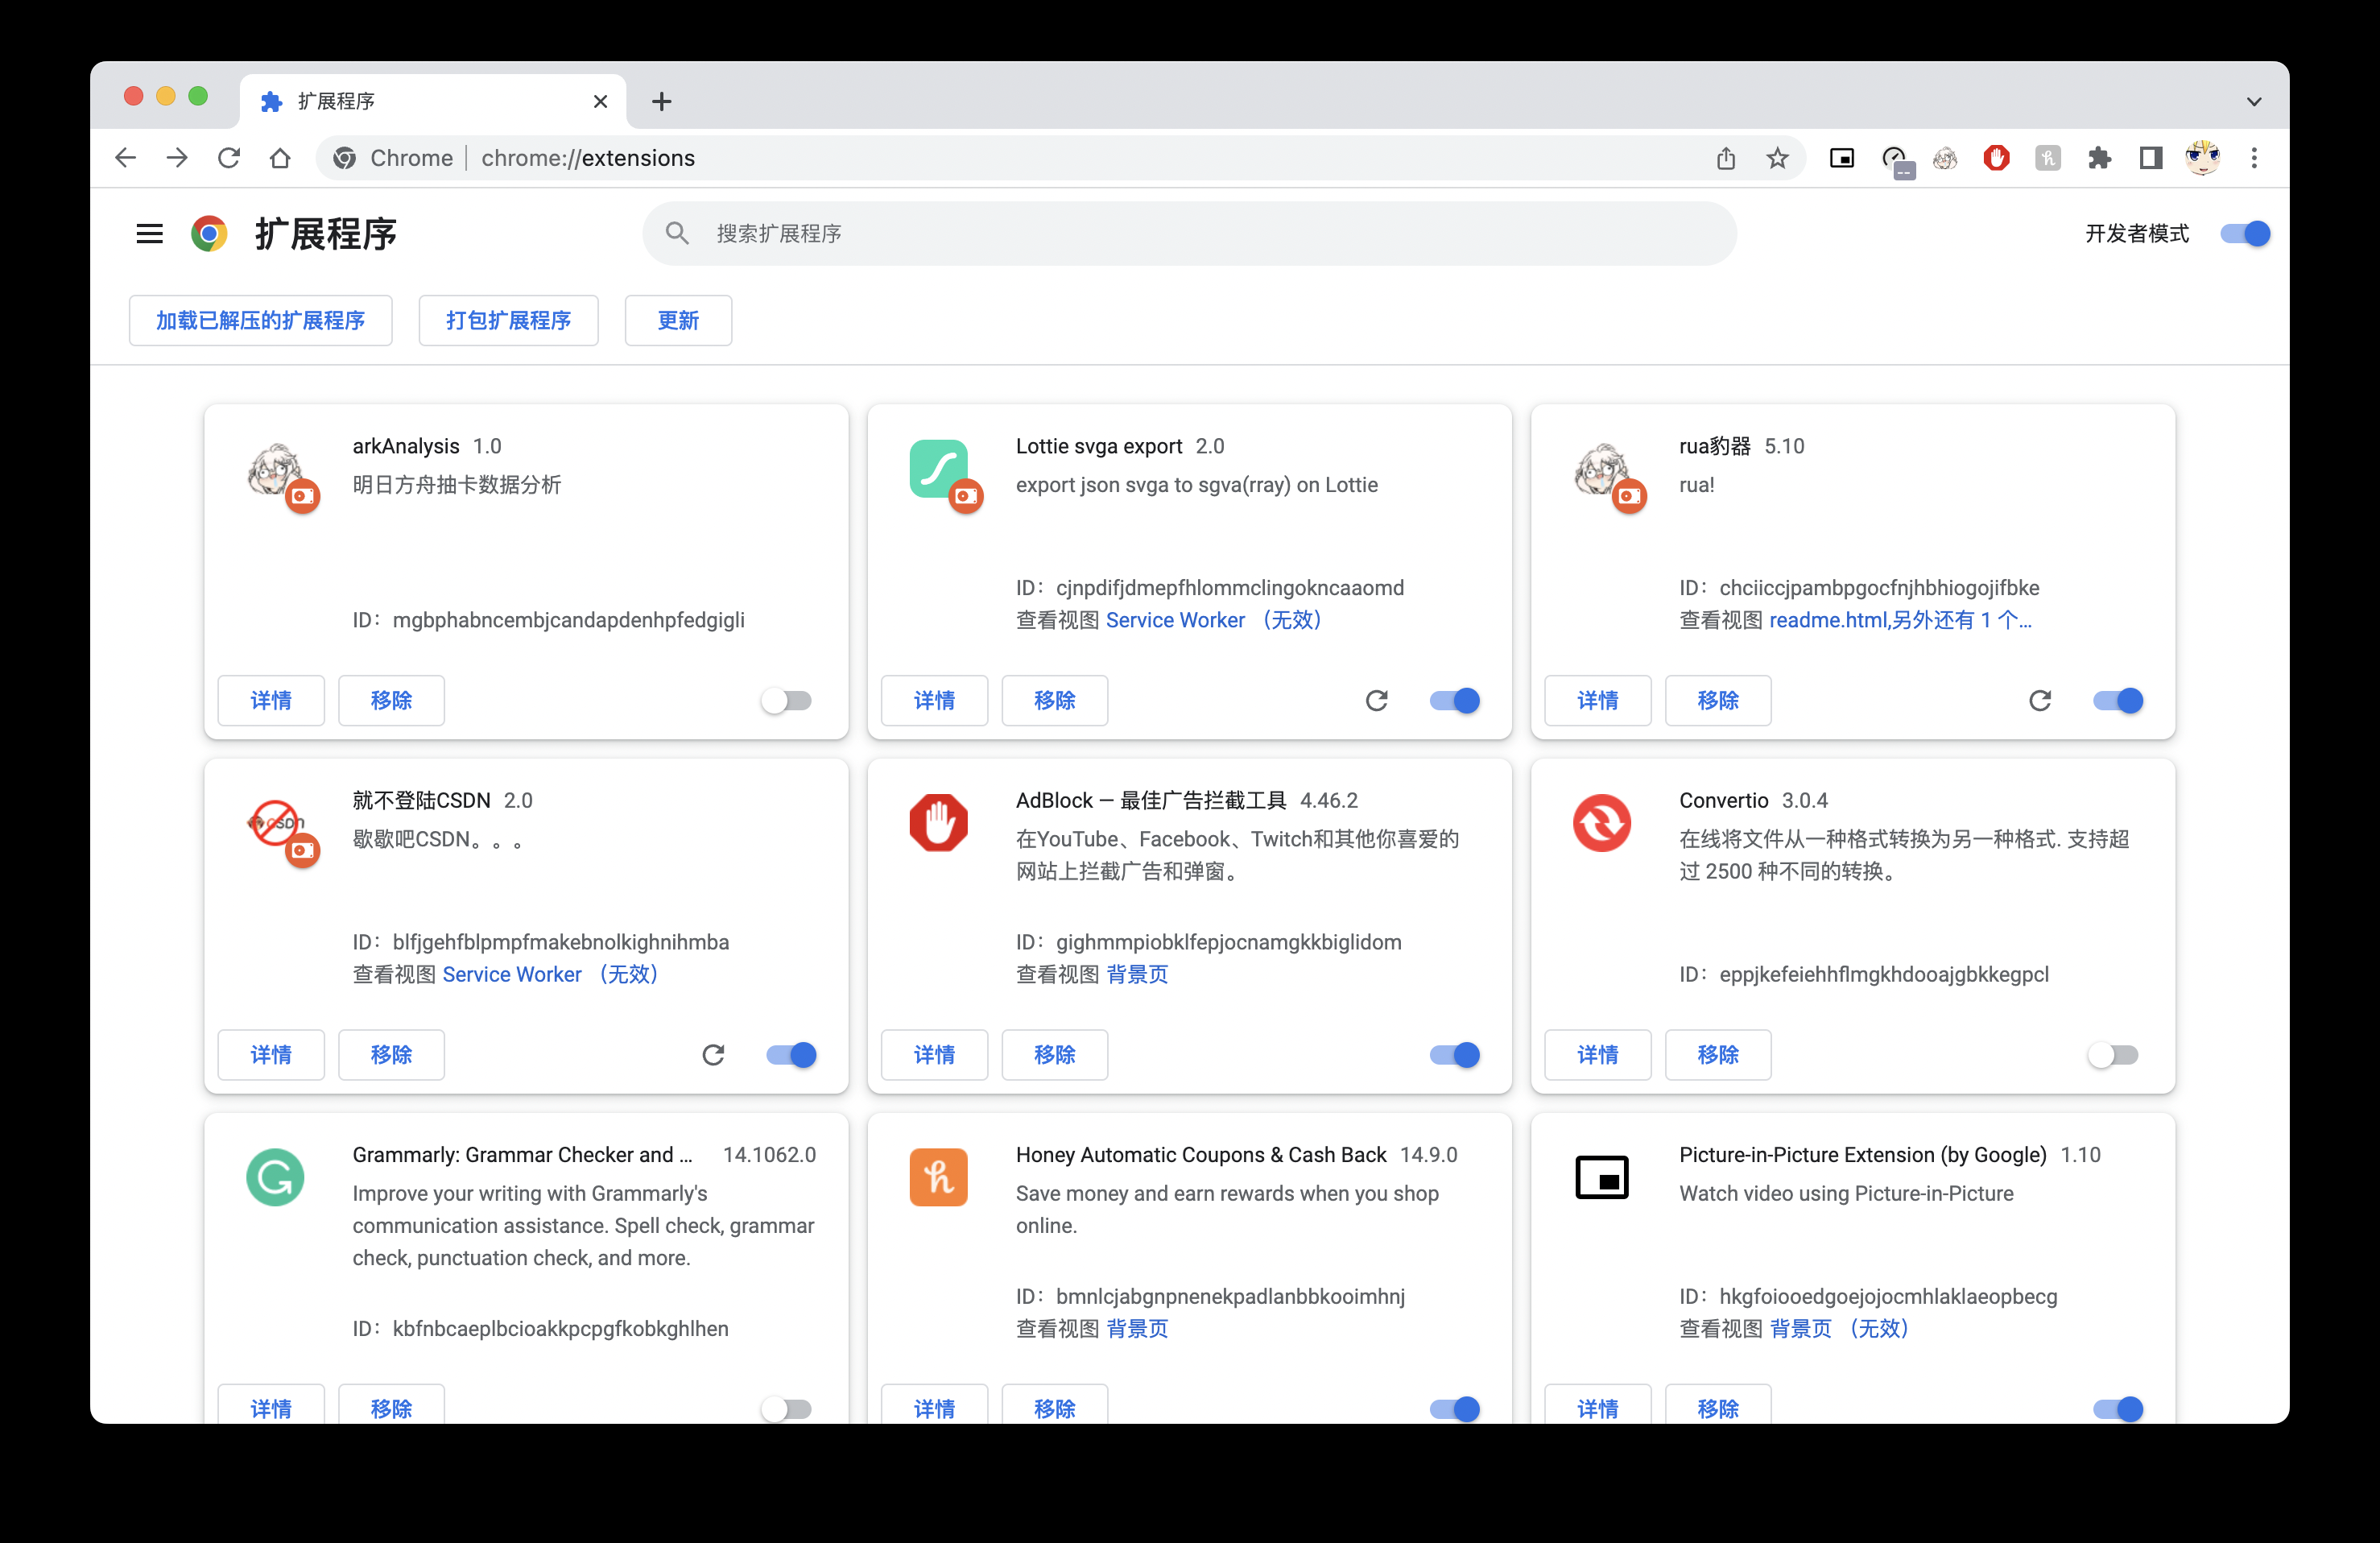 扩展程序
Chrome | chrome://extensions
扩展程序
搜索扩展程序
开发者模式
加载已解压的扩展程序
打包扩展程序
更新
arkAnalysis 1.0
明日方舟抽卡数据分析
ID: mgbphabncembjcandapdenhpfedgigli
详情
移除
Lottie svga export 2.0
export json svga to sgva(rray) on Lottie
ID: cjnpdifjdmepfhlommclingokncaaomd
查看视图 Service Worker （无效）
详情
移除
rua豹器 5.10
rua!
ID: chciiccjpambpgocfnjhbhiogojifbke
查看视图 readme.html,另外还有 1 个...
详情
移除
就不登陆CSDN 2.0
歇歇吧CSDN。。。
ID: blfjgehfblpmpfmakebnolkighnihmba
查看视图 Service Worker （无效）
详情
移除
AdBlock — 最佳广告拦截工具 4.46.2
在YouTube、Facebook、Twitch和其他你喜爱的
网站上拦截广告和弹窗。
ID: gighmmpiobklfepjocnamgkkbiglidom
查看视图 背景页
详情
移除
Convertio 3.0.4
在线将文件从一种格式转换为另一种格式. 支持超
过 2500 种不同的转换。
ID: eppjkefeiehhflmgkhdooajgbkkegpcl
详情
移除
Grammarly: Grammar Checker and ... 14.1062.0
Improve your writing with Grammarly's
communication assistance. Spell check, grammar
check, punctuation check, and more.
ID: kbfnbcaeplbcioakkpcpgfkobkghlhen
详情
移除
Honey Automatic Coupons & Cash Back 14.9.0
Save money and earn rewards when you shop
online.
ID: bmnlcjabgnpnenekpadlanbbkooimhnj
查看视图 背景页
详情
移除
Picture-in-Picture Extension (by Google) 1.10
Watch video using Picture-in-Picture
ID: hkgfoiooedgoejojocmhlaklaeopbecg
查看视图 背景页 （无效）
详情
移除